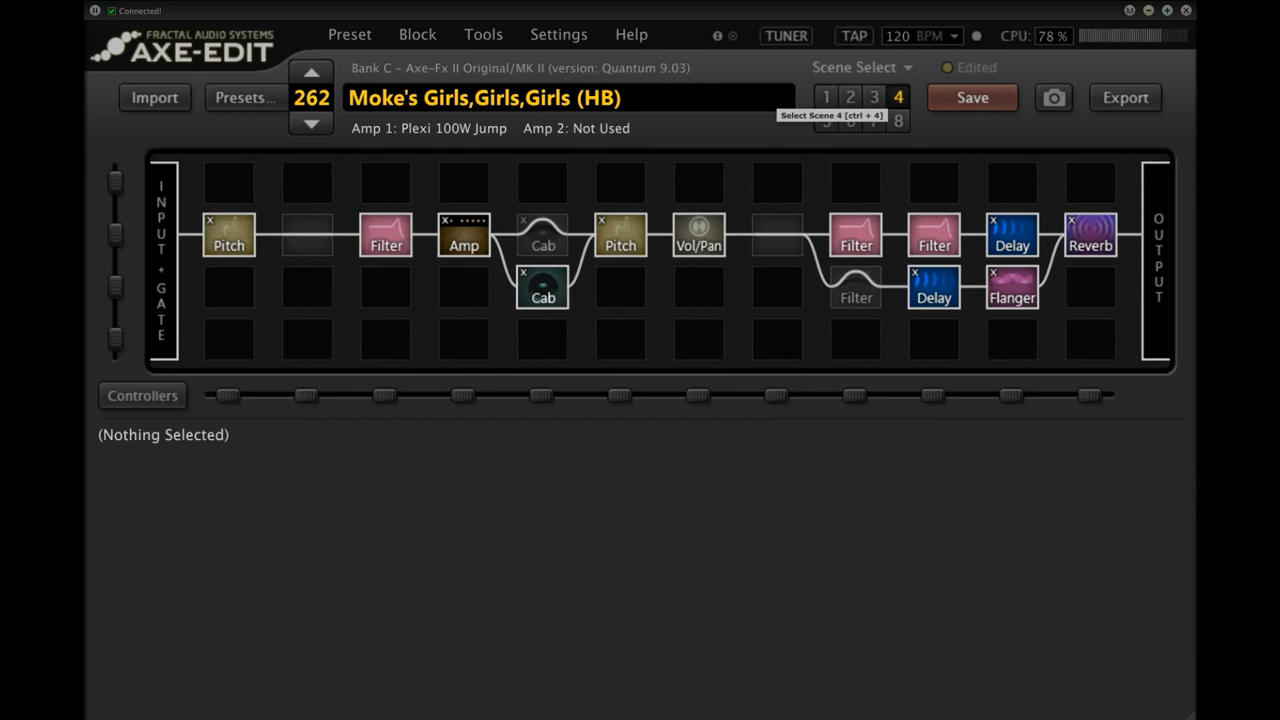 Connected!
FRACTAL AUDIO SYSTEMS
AXE-EDIT
Preset Block Tools Settings Help
TUNER TAP 120 BPM CPU: 78 %
Bank C - Axe-Fx II Original/MK II (version: Quantum 9.03)
Scene Select Edited
Import Presets... 262 Moke's Girls,Girls,Girls (HB) 1 2 3 4 Save Export
Select Scene 4 [ctrl + 4]
5 6 7 8
Amp 1: Plexi 100W Jump Amp 2: Not Used
INPUT + GATE
X Pitch
Filter
X Amp
X Cab
X Pitch
Vol/Pan
Filter
Filter
X Delay
X Reverb
X Cab
Filter
X Delay
X Flanger
OUTPUT
Controllers
(Nothing Selected)